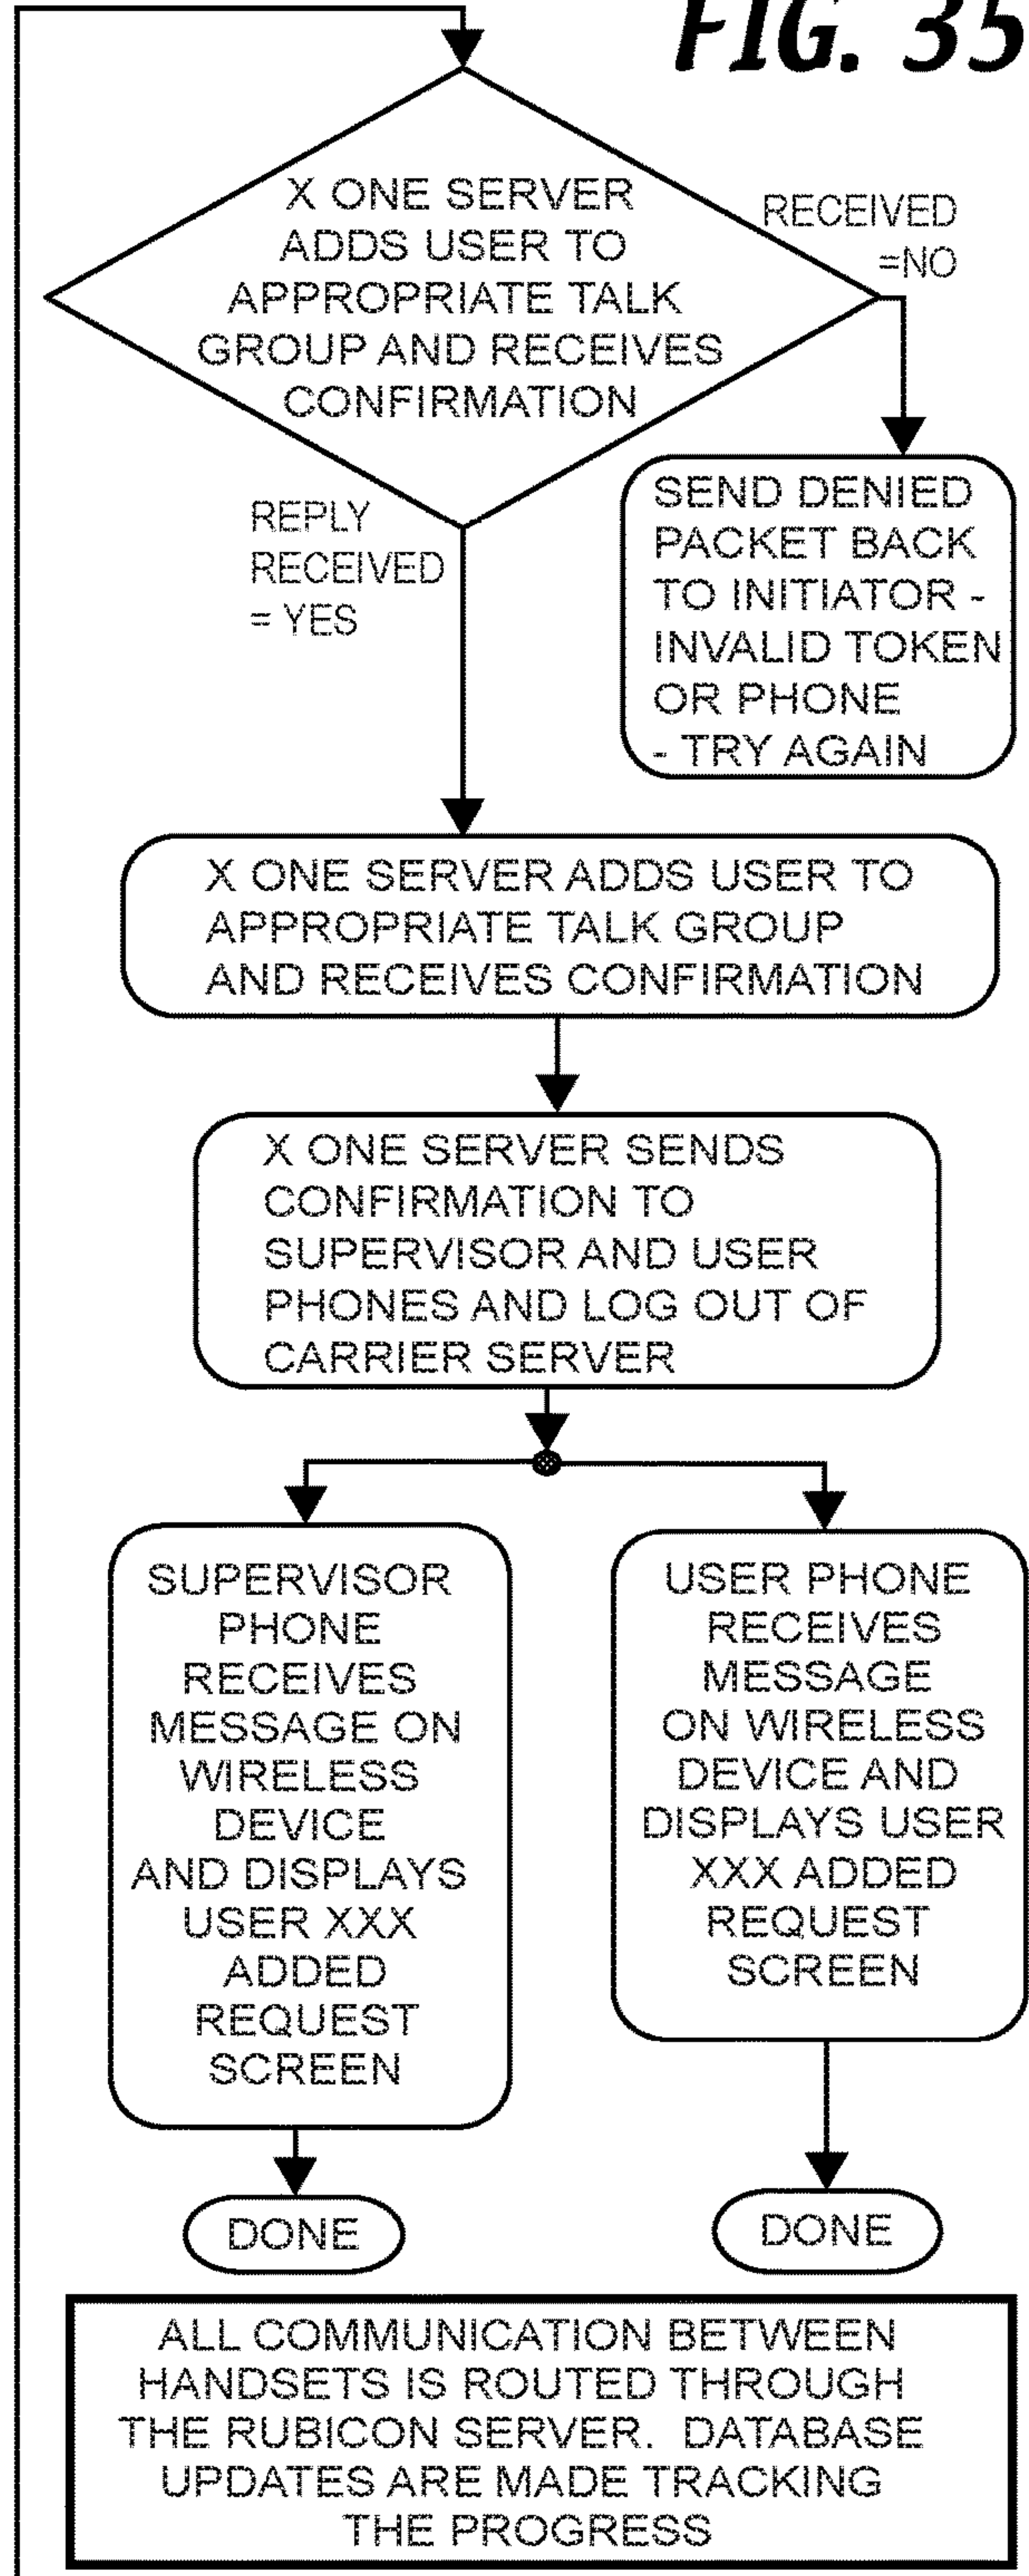 FIG. 35
X ONE SERVER
ADDS USER TO
APPROPRIATE TALK
GROUP AND RECEIVES
CONFIRMATION
RECEIVED
=NO
SEND DENIED
PACKET BACK
TO INITIATOR -
INVALID TOKEN
OR PHONE
- TRY AGAIN
REPLY
RECEIVED
= YES
X ONE SERVER ADDS USER TO
APPROPRIATE TALK GROUP
AND RECEIVES CONFIRMATION
X ONE SERVER SENDS
CONFIRMATION TO
SUPERVISOR AND USER
PHONES AND LOG OUT OF
CARRIER SERVER
SUPERVISOR
PHONE
RECEIVES
MESSAGE ON
WIRELESS
DEVICE
AND DISPLAYS
USER XXX
ADDED
REQUEST
SCREEN
DONE
USER PHONE
RECEIVES
MESSAGE
ON WIRELESS
DEVICE AND
DISPLAYS USER
XXX ADDED
REQUEST
SCREEN
DONE
ALL COMMUNICATION BETWEEN
HANDSETS IS ROUTED THROUGH
THE RUBICON SERVER. DATABASE
UPDATES ARE MADE TRACKING
THE PROGRESS